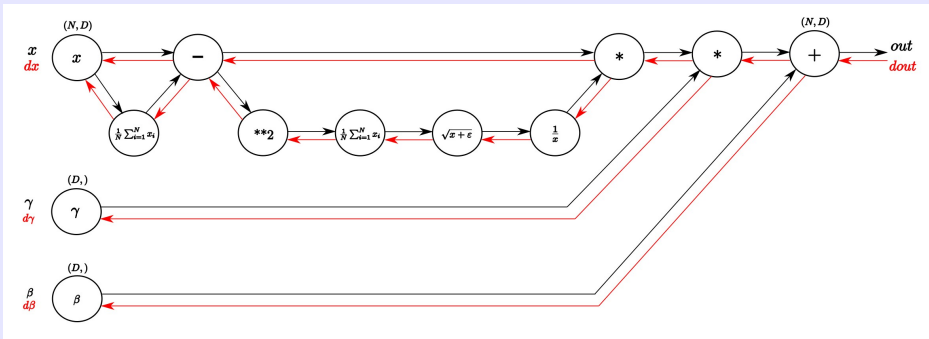 (N, D) (N, D)
x x − * * + out
dx dout
1/N ∑_{i=1}^{N} x_i **2 1/N ∑_{i=1}^{N} x_i √(x+ε) 1/x
(D,)
γ γ
dγ
(D,)
β β
dβ